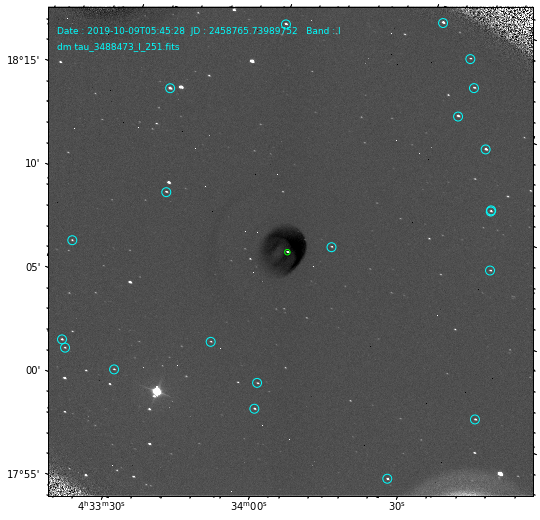 Date : 2019-10-09T05:45:28 JD : 2458765.73989752 Band :,I
dm tau_3488473_I_251.fits
18°15'
10'
05'
00'
17°55'
4ʰ33ᵐ30ˢ 34ᵐ00ˢ 30ˢ